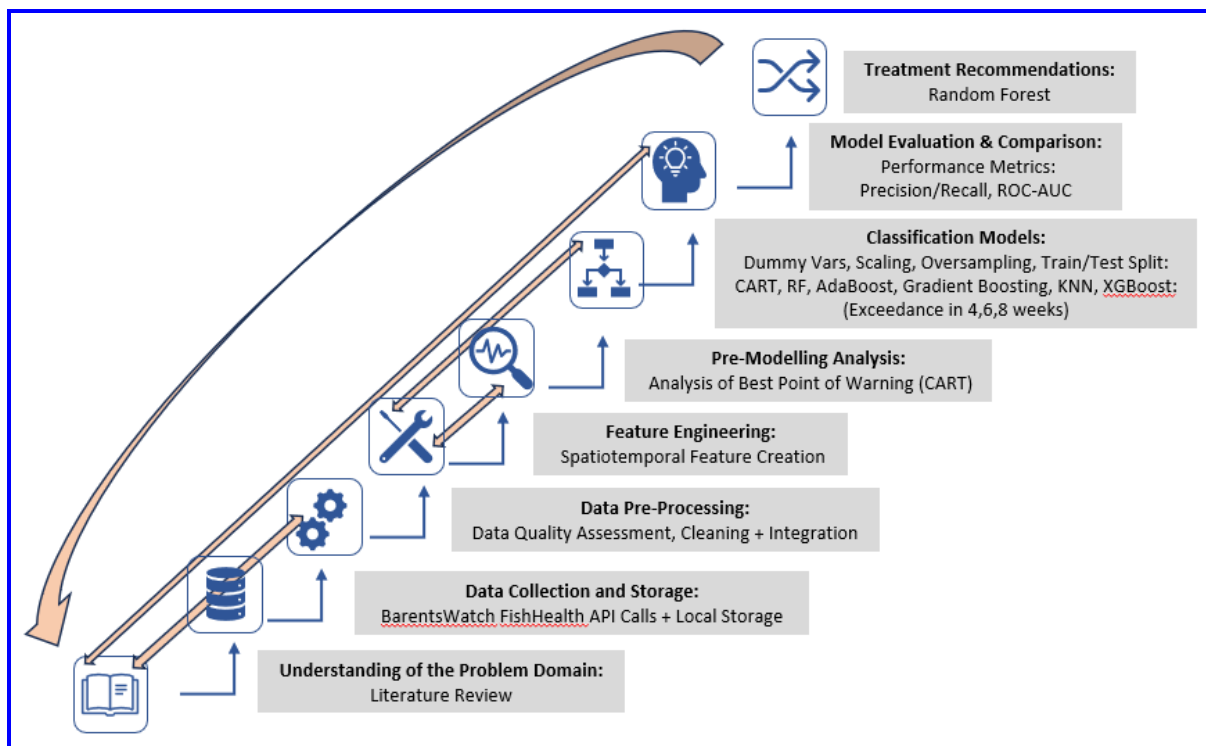 Treatment Recommendations:
Random Forest
Model Evaluation & Comparison:
Performance Metrics:
Precision/Recall, ROC-AUC
Classification Models:
Dummy Vars, Scaling, Oversampling, Train/Test Split:
CART, RF, AdaBoost, Gradient Boosting, KNN, XGBoost:
(Exceedance in 4,6,8 weeks)
Pre-Modelling Analysis:
Analysis of Best Point of Warning (CART)
Feature Engineering:
Spatiotemporal Feature Creation
Data Pre-Processing:
Data Quality Assessment, Cleaning + Integration
Data Collection and Storage:
BarentsWatch FishHealth API Calls + Local Storage
Understanding of the Problem Domain:
Literature Review